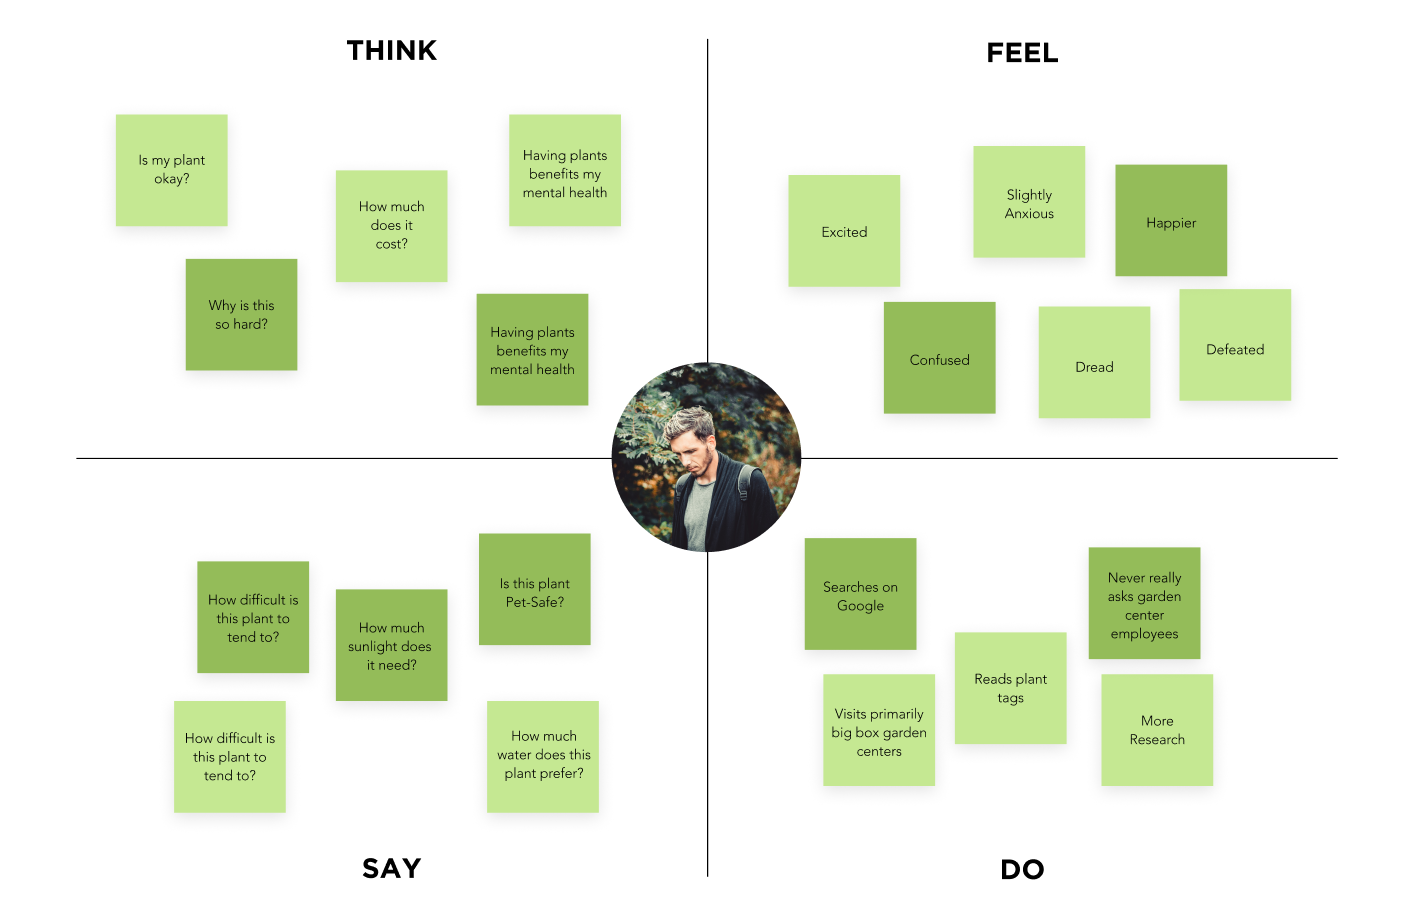 THINK
Is my plant
okay?
How much
does it
cost?
Having plants
benefits my
mental health
Why is this
so hard?
Having plants
benefits my
mental health
FEEL
Excited
Slightly
Anxious
Happier
Confused
Dread
Defeated
How difficult is
this plant to
tend to?
How much
sunlight does
it need?
Is this plant
Pet-Safe?
How difficult is
this plant to
tend to?
How much
water does this
plant prefer?
SAY
Searches on
Google
Never really
asks garden
center
employees
Reads plant
tags
Visits primarily
big box garden
centers
More
Research
DO